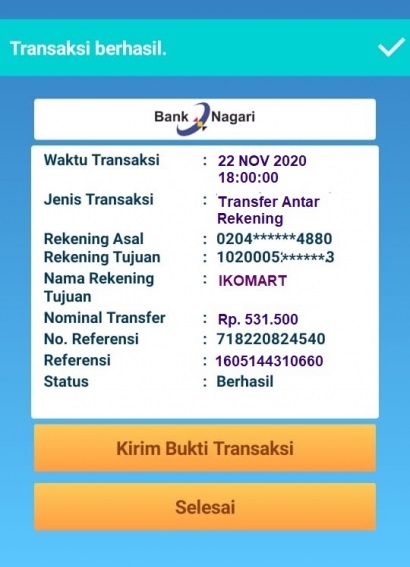 Transaksi berhasil.
Bank Nagari
Waktu Transaksi : 22 NOV 2020
18:00:00
Jenis Transaksi : Transfer Antar
Rekening
Rekening Asal : 0204******4880
Rekening Tujuan : 1020005******3
Nama Rekening : IKOMART
Tujuan
Nominal Transfer : Rp. 531.500
No. Referensi : 718220824540
Referensi : 1605144310660
Status : Berhasil
Kirim Bukti Transaksi
Selesai